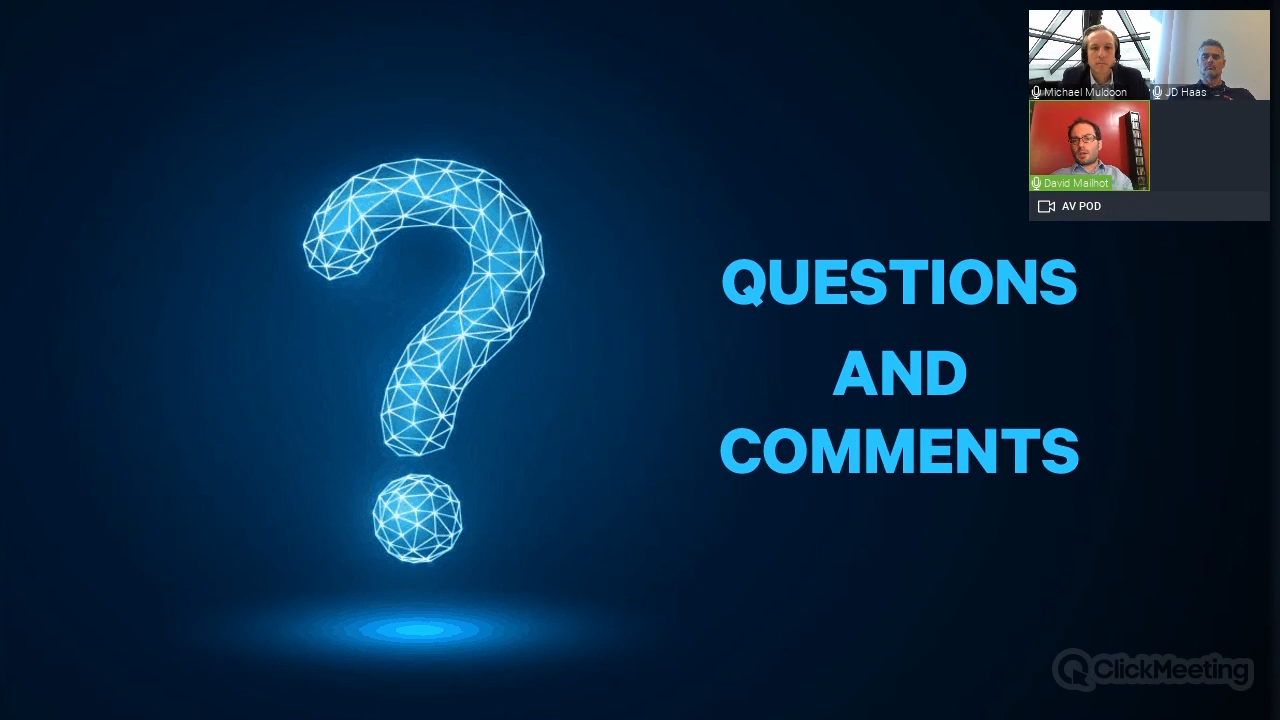 Michael Muldoon
JD Haas
David Mailhot
AV POD
QUESTIONS
AND
COMMENTS
ClickMeeting